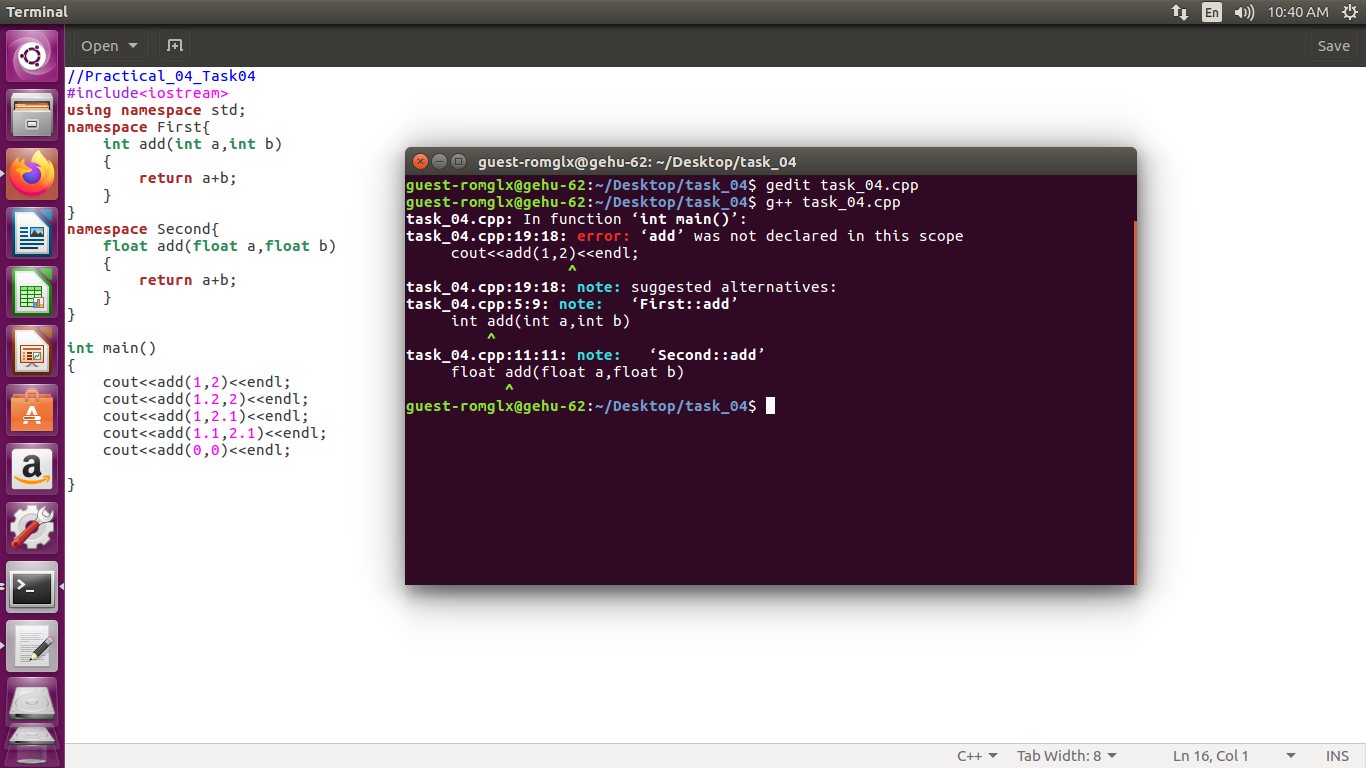 Terminal
En
10:40 AM
Open
Save
//Practical_04_Task04
#include<iostream>
using namespace std;
namespace First{
    int add(int a,int b)
    {
        return a+b;
    }
}
namespace Second{
    float add(float a,float b)
    {
        return a+b;
    }
}
int main()
{
    cout<<add(1,2)<<endl;
    cout<<add(1.2,2)<<endl;
    cout<<add(1,2.1)<<endl;
    cout<<add(1.1,2.1)<<endl;
    cout<<add(0,0)<<endl;
}
guest-romglx@gehu-62: ~/Desktop/task_04
guest-romglx@gehu-62:~/Desktop/task_04$ gedit task_04.cpp
guest-romglx@gehu-62:~/Desktop/task_04$ g++ task_04.cpp
task_04.cpp: In function ‘int main()’:
task_04.cpp:19:18: error: ‘add’ was not declared in this scope
     cout<<add(1,2)<<endl;
                  ^
task_04.cpp:19:18: note: suggested alternatives:
task_04.cpp:5:9: note:   ‘First::add’
     int add(int a,int b)
         ^
task_04.cpp:11:11: note:   ‘Second::add’
     float add(float a,float b)
           ^
guest-romglx@gehu-62:~/Desktop/task_04$
C++
Tab Width: 8
Ln 16, Col 1
INS